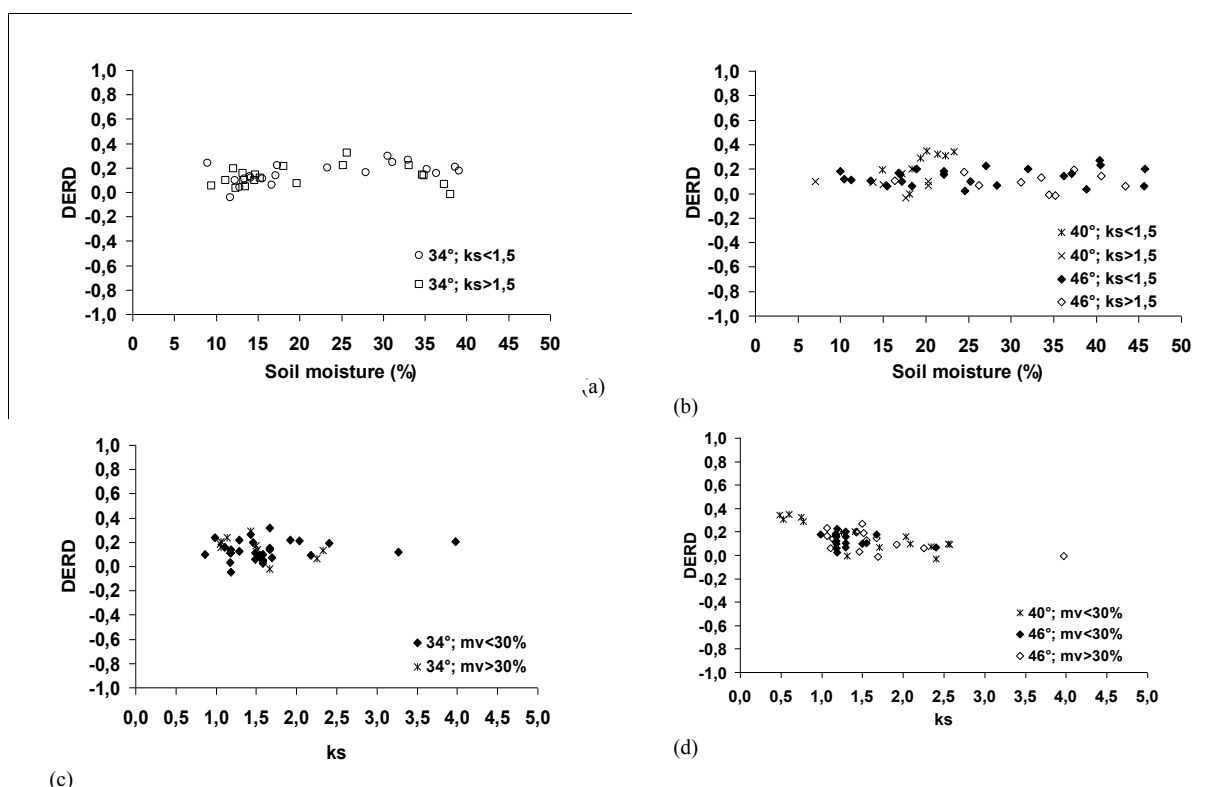 1,0
0,8
0,6
0,4
0,2
0,0
-0,2
-0,4
-0,6
-0,8
-1,0
DERD
34°; ks<1,5
34°; ks>1,5
0 5 10 15 20 25 30 35 40 45 50
Soil moisture (%)
(a)
1,0
0,8
0,6
0,4
0,2
0,0
-0,2
-0,4
-0,6
-0,8
-1,0
DERD
40°; ks<1,5
40°; ks>1,5
46°; ks<1,5
46°; ks>1,5
0 5 10 15 20 25 30 35 40 45 50
Soil moisture (%)
(b)
1,0
0,8
0,6
0,4
0,2
0,0
-0,2
-0,4
-0,6
-0,8
-1,0
DERD
34°; mv<30%
34°; mv>30%
0,0 0,5 1,0 1,5 2,0 2,5 3,0 3,5 4,0 4,5 5,0
ks
(c)
1,0
0,8
0,6
0,4
0,2
0,0
-0,2
-0,4
-0,6
-0,8
-1,0
DERD
40°; mv<30%
46°; mv<30%
46°; mv>30%
0,0 0,5 1,0 1,5 2,0 2,5 3,0 3,5 4,0 4,5 5,0
ks
(d)